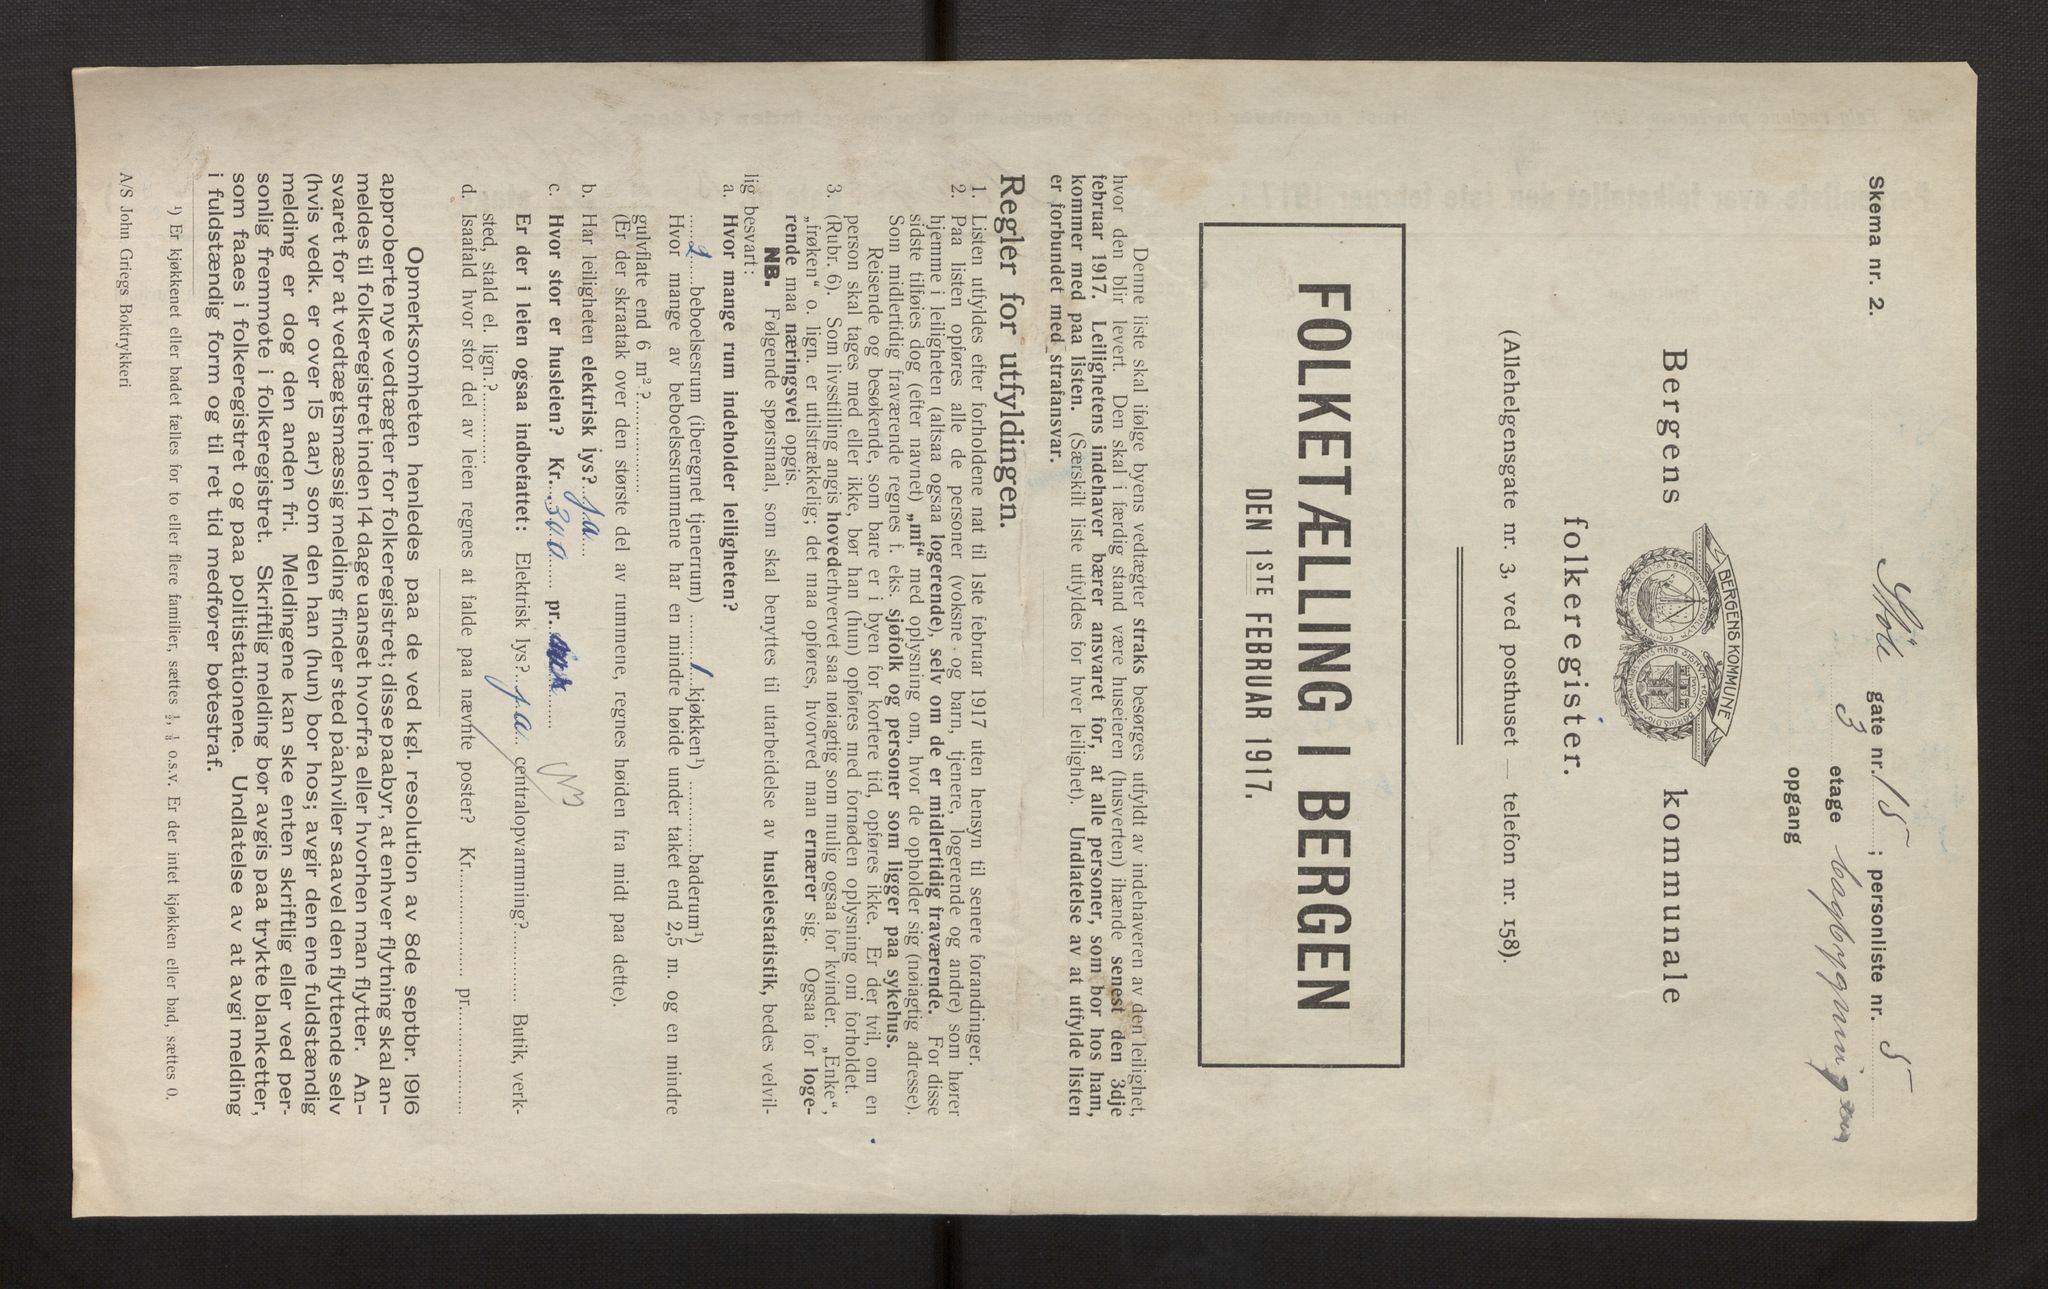 Skema nr. 2.
gate nr. 15; personliste nr. 5
3 etage bagbygning
opgang
Bergens kommunale
BERGENS KOMMUNE
folkeregister.
(Allehelgensgate nr. 3, ved posthuset — telefon nr. 158).
FOLKETÆLLING I BERGEN
DEN 1STE FEBRUAR 1917.
Denne liste skal ifølge byens vedtægter straks besørges utfyldt av indehaveren av den leilighet,
hvor den blir levert. Den skal i færdig stand være huseieren (husverten) ihænde senest den 3dje
februar 1917. Leilighetens indehaver bærer ansvaret for, at alle personer, som bor hos ham,
kommer med paa listen. (Særskilt liste utfyldes for hver leilighet). Undlatelse av at utfylde listen
er forbundet med strafansvar.
Regler for utfyldingen.
1. Listen utfyldes efter forholdene nat til 1ste februar 1917 uten hensyn til senere forandringer.
2. Paa listen opføres alle de personer (voksne og barn, tjenere, logerende og andre) som hører
hjemme i leiligheten (altsaa ogsaa logerende), selv om de er midlertidig fraværende. For disse
sidste tilføies dog (efter navnet) „mf“ med oplysning om, hvor de opholder sig (nøiagtig adresse).
Som midlertidig fraværende regnes f. eks. sjøfolk og personer som ligger paa sykehus.
Reisende og besøkende, som bare er i byen for kortere tid, opføres ikke. Er der tvil, om en
person skal tages med eller ikke, bør han (hun) opføres med fornøden oplysning om forholdet.
3. (Rubr. 6). Som livsstilling angis hovederhvervet saa nøiagtig som mulig ogsaa for kvinder. „Enke“,
„frøken“ o. lign. er utilstrækkelig; det maa opføres, hvorved man ernærer sig. Ogsaa for loge-
rende maa næringsvei opgis.
NB. Følgende spørsmaal, som skal benyttes til utarbeidelse av husleiestatistik, bedes velvil-
lig besvart:
a. Hvor mange rum indeholder leiligheten?
......2......beboelsesrum (iberegnet tjenerrum) ......1......kjøkken¹) ............baderum¹)
Hvor mange av beboelsesrummene har en mindre høide under taket end 2,5 m. og en mindre
gulvflate end 6 m²?..................
(Er der skraatak over den største del av rummene, regnes høiden fra midt paa dette).
b. Har leiligheten elektrisk lys? ja
c. Hvor stor er husleien? Kr. 300 pr.
Er der i leien ogsaa indbefattet: Elektrisk lys? ja centralopvarmning?............ Butik, verk-
sted, stald el. lign.?..................
d. Isaafald hvor stor del av leien regnes at falde paa nævnte poster? Kr.................. pr..................
Opmerksomheten henledes paa de ved kgl. resolution av 8de septbr. 1916
approberte nye vedtægter for folkeregistret; disse paabyr, at enhver flytning skal an-
meldes til folkeregistret inden 14 dage uanset hvorfra eller hvorhen man flytter. An-
svaret for at vedtægtsmæssig melding finder sted paahviler saavel den flyttende selv
(hvis vedk. er over 15 aar) som den han (hun) bor hos; avgir den ene fuldstændig
melding er dog den anden fri. Meldingene kan ske enten skriftlig eller ved per-
sonlig fremmøte i folkeregistret. Skriftlig melding bør avgis paa trykte blanketter,
som faaes i folkeregistret og paa politistationene. Undlatelse av at avgi melding
i fuldstændig form og til ret tid medfører bøtestraf.
¹) Er kjøkkenet eller badet fælles for to eller flere familier, sættes ½, ⅓ o.s.v. Er der intet kjøkken eller bad, sættes 0.
A/S John Griegs Boktrykkeri